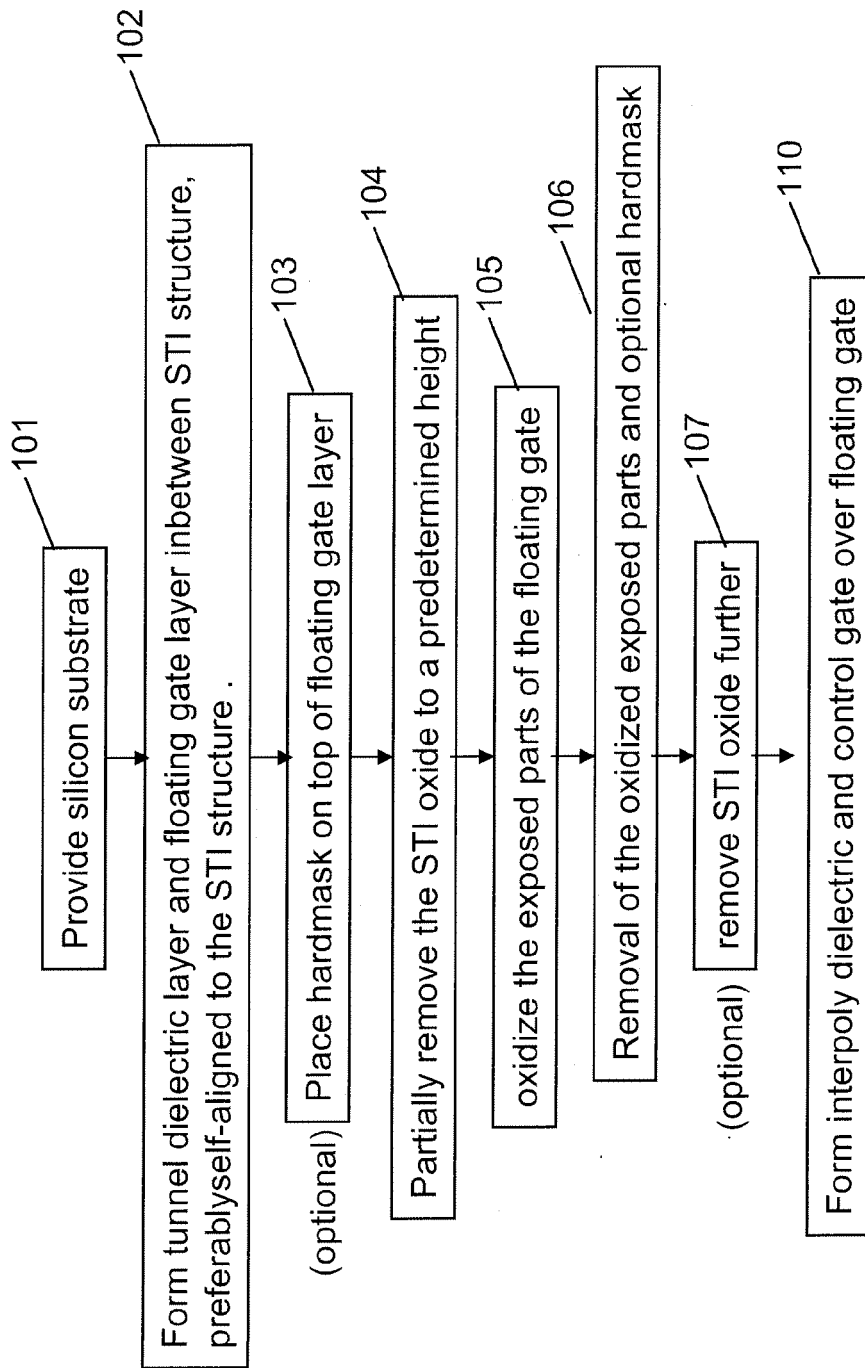 101
Provide silicon substrate
102
Form tunnel dielectric layer and floating gate layer inbetween STI structure,
preferablyself-aligned to the STI structure .
103
(optional) Place hardmask on top of floating gate layer
104
Partially remove the STI oxide to a predetermined height
105
oxidize the exposed parts of the floating gate
106
Removal of the oxidized exposed parts and optional hardmask
107
(optional) remove STI oxide further
110
Form interpoly dielectric and control gate over floating gate